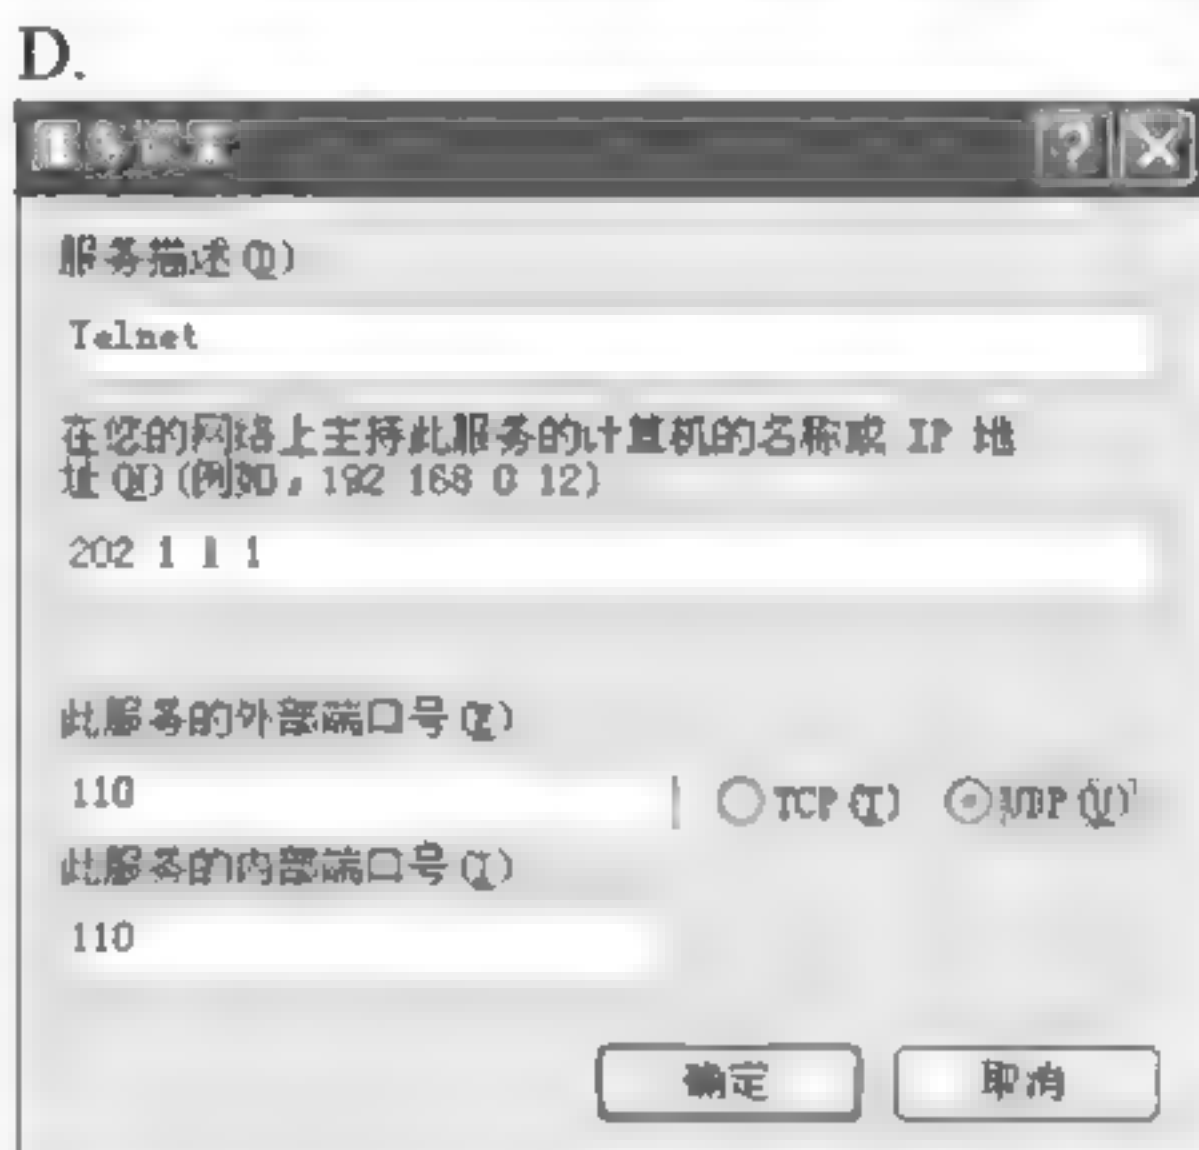 D.
服务描述(D)
Telnet
在您的网络上主持此服务的计算机的名称或 IP 地
址(N)(例如,192 168 0 12)
202 1 1 1
此服务的外部端口号(E)
110
TCP(T) UDP(U)
此服务的内部端口号(I)
110
确定 取消